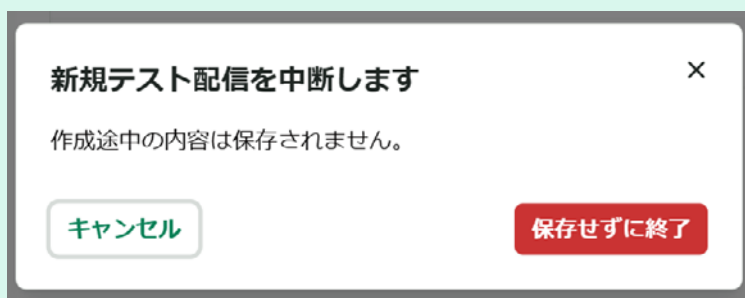 新規テスト配信を中断します
作成途中の内容は保存されません。
キャンセル
保存せずに終了